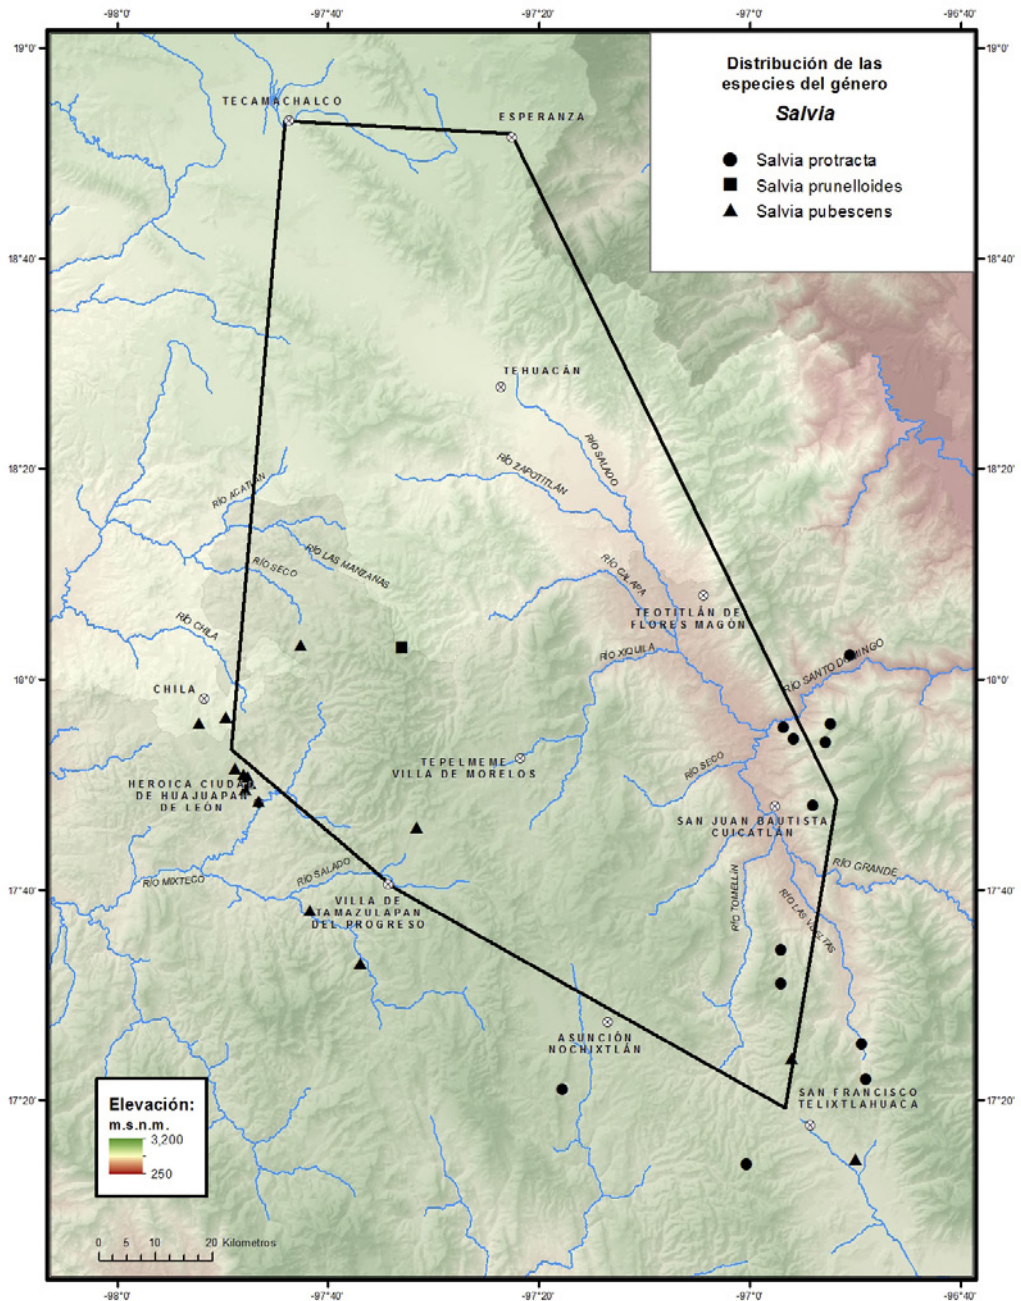 -98°0'
-97°40'
-97°20'
-97°0'
-96°40'
19°0'
19°0'
Distribución de las
especies del género
Salvia
Salvia protracta
Salvia prunelloides
Salvia pubescens
TECAMACHALCO
ESPERANZA
18°40'
18°40'
TEHUACÁN
RÍO SALADO
RÍO ZAPOTITLÁN
18°20'
18°20'
RÍO ACATLÁN
RÍO LAS MANZANAS
RÍO SECO
RÍO CALAPA
TEOTITLÁN DE
FLORES MAGÓN
RÍO CHILA
RÍO XIQUILA
RÍO SANTO DOMINGO
18°0'
18°0'
CHILA
TEPELMEME
VILLA DE MORELOS
RÍO SECO
HEROICA CIUDAD
DE HUAJUAPAN
DE LEÓN
SAN JUAN BAUTISTA
CUICATLÁN
RÍO GRANDE
RÍO MIXTECO
RÍO SALADO
17°40'
17°40'
VILLA DE
TAMAZULAPAN
DEL PROGRESO
RÍO TOMELLÍN
RÍO LAS VUELTAS
ASUNCIÓN
NOCHIXTLÁN
SAN FRANCISCO
TELIXTLAHUACA
17°20'
17°20'
Elevación:
m.s.n.m.
3,200
250
0 5 10 20 Kilometros
-98°0'
-97°40'
-97°20'
-97°0'
-96°40'